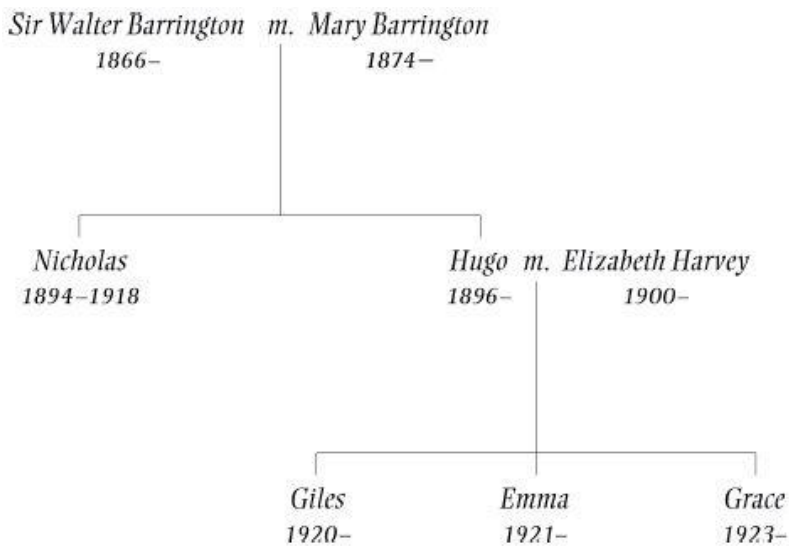 Sir Walter Barrington m. Mary Barrington
1866– 1874–
Nicholas Hugo m. Elizabeth Harvey
1894–1918 1896– 1900–
Giles Emma Grace
1920– 1921– 1923–